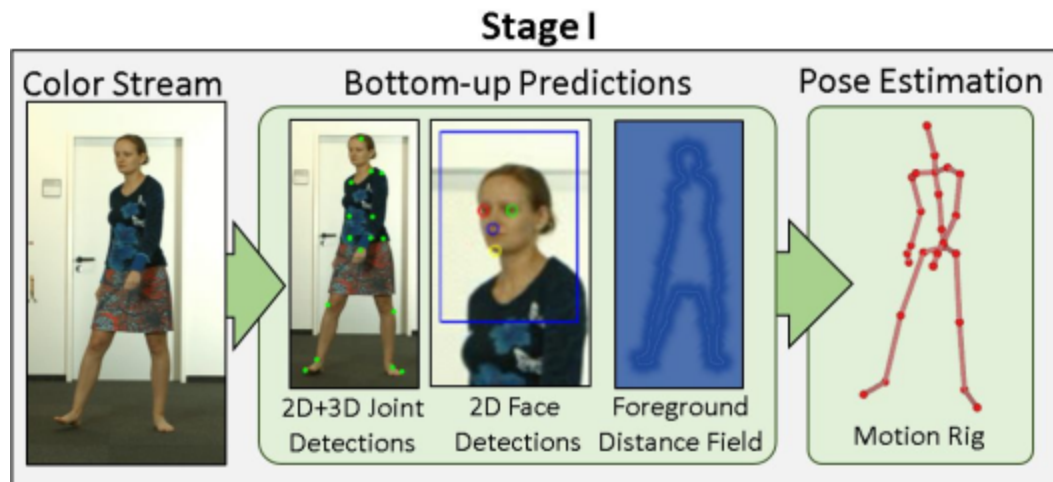 Stage I
Color Stream
Bottom-up Predictions
Pose Estimation
2D+3D Joint
Detections
2D Face
Detections
Foreground
Distance Field
Motion Rig